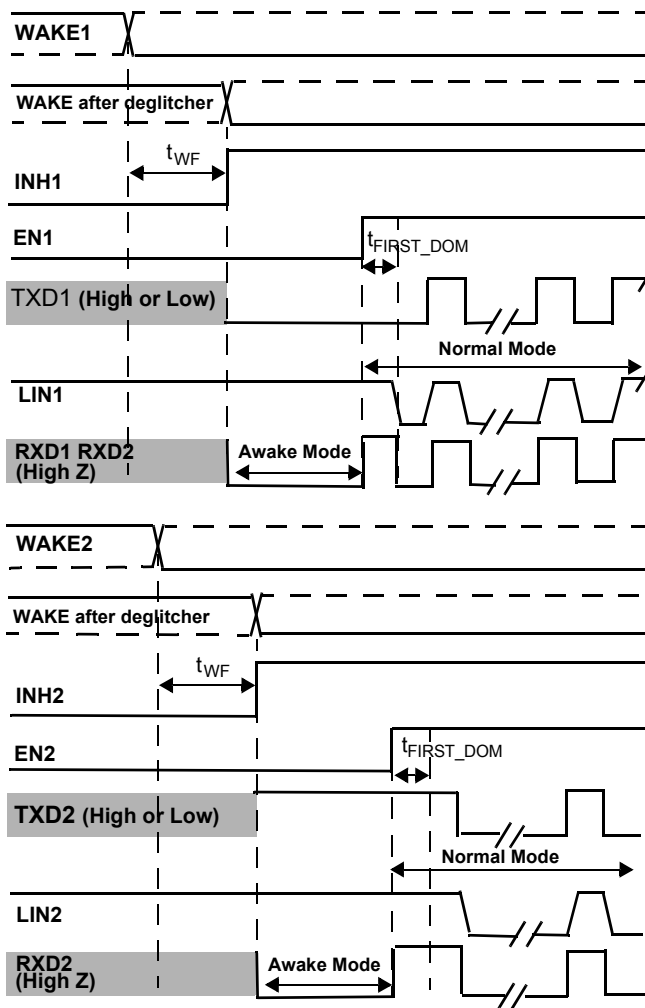 WAKE1
WAKE after deglitcher
tWF
INH1
EN1
tFIRST_DOM
TXD1 (High or Low)
Normal Mode
LIN1
RXD1 RXD2
(High Z)
Awake Mode
WAKE2
WAKE after deglitcher
tWF
INH2
EN2
tFIRST_DOM
TXD2 (High or Low)
Normal Mode
LIN2
RXD2
(High Z)
Awake Mode